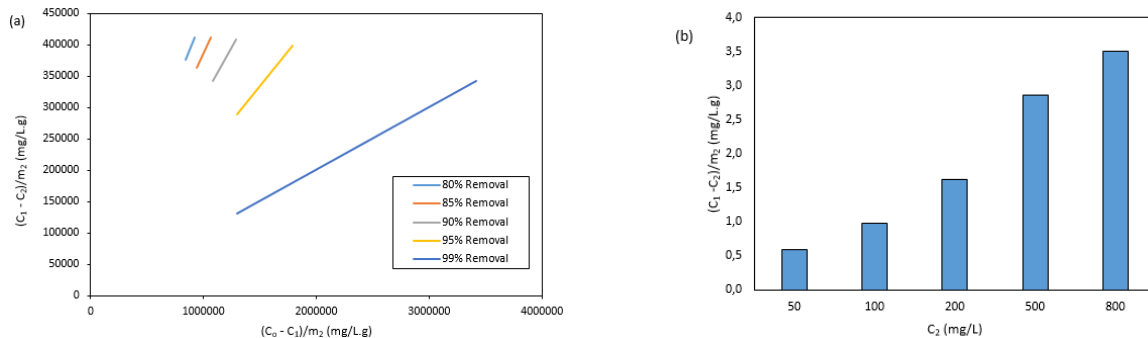 (a)
450000
400000
350000
300000
250000
200000
150000
100000
50000
0
(C₁ - C₂)/m₂ (mg/L.g)
80% Removal
85% Removal
90% Removal
95% Removal
99% Removal
0 1000000 2000000 3000000 4000000
(Cₒ - C₁)/m₂ (mg/L.g)
(b)
4,0
3,5
3,0
2,5
2,0
1,5
1,0
0,5
0,0
(C₁ -C₂)/m₂ (mg/L.g)
50 100 200 500 800
C₂ (mg/L)